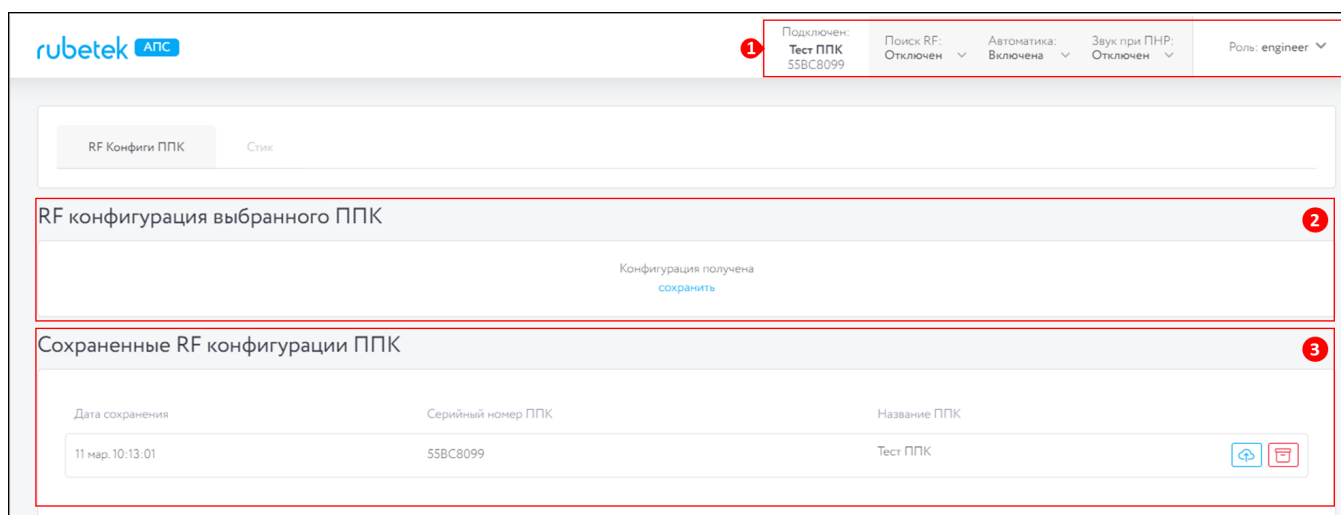 rubetek АПС
1
Подключен:
Тест ППК
55BC8099
Поиск RF:
Отключен
Автоматика:
Включена
Звук при ПНР:
Отключен
Роль: engineer
RF Конфиги ППК
Стик
RF конфигурация выбранного ППК
2
Конфигурация получена
сохранить
Сохраненные RF конфигурации ППК
3
Дата сохранения Серийный номер ППК Название ППК
11 мар. 10:13:01 55BC8099 Тест ППК